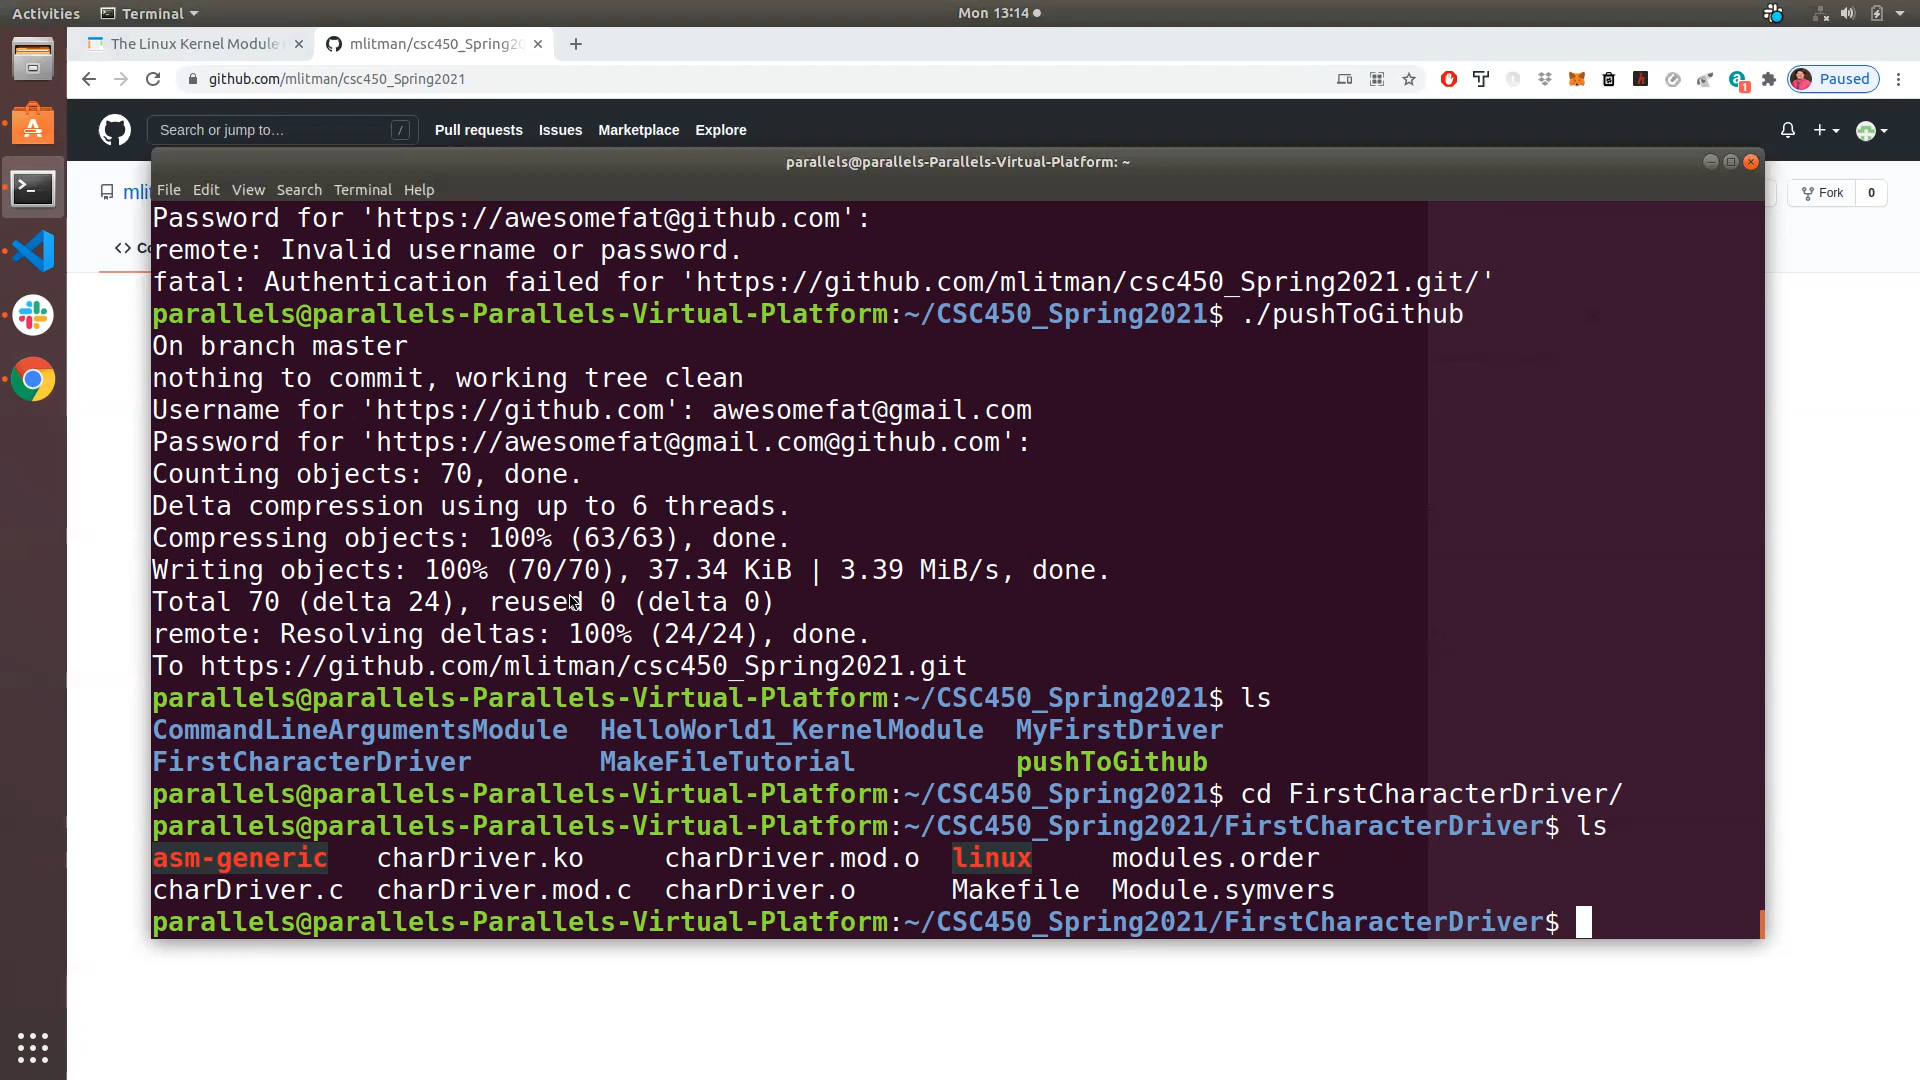 Activities Terminal Mon 13:14
The Linux Kernel Module mlitman/csc450_Spring20
github.com/mlitman/csc450_Spring2021 1 Paused
Search or jump to… / Pull requests Issues Marketplace Explore
parallels@parallels-Parallels-Virtual-Platform: ~
File Edit View Search Terminal Help
mlit Fork 0
<> Co
Password for 'https://awesomefat@github.com':
remote: Invalid username or password.
fatal: Authentication failed for 'https://github.com/mlitman/csc450_Spring2021.git/'
parallels@parallels-Parallels-Virtual-Platform:~/CSC450_Spring2021$ ./pushToGithub
On branch master
nothing to commit, working tree clean
Username for 'https://github.com': awesomefat@gmail.com
Password for 'https://awesomefat@gmail.com@github.com':
Counting objects: 70, done.
Delta compression using up to 6 threads.
Compressing objects: 100% (63/63), done.
Writing objects: 100% (70/70), 37.34 KiB | 3.39 MiB/s, done.
Total 70 (delta 24), reused 0 (delta 0)
remote: Resolving deltas: 100% (24/24), done.
To https://github.com/mlitman/csc450_Spring2021.git
parallels@parallels-Parallels-Virtual-Platform:~/CSC450_Spring2021$ ls
CommandLineArgumentsModule HelloWorld1_KernelModule MyFirstDriver
FirstCharacterDriver MakeFileTutorial pushToGithub
parallels@parallels-Parallels-Virtual-Platform:~/CSC450_Spring2021$ cd FirstCharacterDriver/
parallels@parallels-Parallels-Virtual-Platform:~/CSC450_Spring2021/FirstCharacterDriver$ ls
asm-generic charDriver.ko charDriver.mod.o linux modules.order
charDriver.c charDriver.mod.c charDriver.o Makefile Module.symvers
parallels@parallels-Parallels-Virtual-Platform:~/CSC450_Spring2021/FirstCharacterDriver$